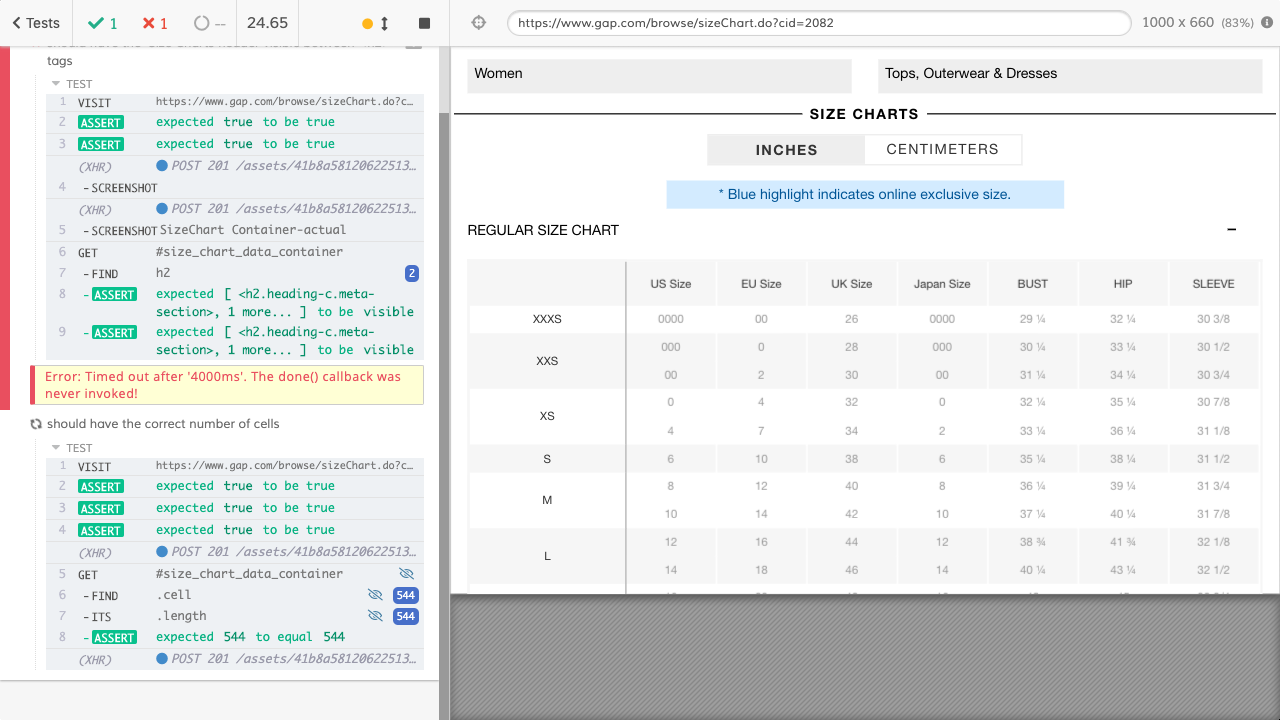 Tests
1
1
--
24.65
https://www.gap.com/browse/sizeChart.do?cid=2082
1000 x 660 (83%)
tags
TEST
1 VISIT https://www.gap.com/browse/sizeChart.do?c…
2 ASSERT expected true to be true
3 ASSERT expected true to be true
(XHR) POST 201 /assets/41b8a58120622513…
4 -SCREENSHOT
(XHR) POST 201 /assets/41b8a58120622513…
5 -SCREENSHOT SizeChart Container-actual
6 GET #size_chart_data_container
7 -FIND h2 2
8 -ASSERT expected [ <h2.heading-c.meta-
section>, 1 more... ] to be visible
9 -ASSERT expected [ <h2.heading-c.meta-
section>, 1 more... ] to be visible
Error: Timed out after '4000ms'. The done() callback was
never invoked!
should have the correct number of cells
TEST
1 VISIT https://www.gap.com/browse/sizeChart.do?c…
2 ASSERT expected true to be true
3 ASSERT expected true to be true
4 ASSERT expected true to be true
(XHR) POST 201 /assets/41b8a58120622513…
5 GET #size_chart_data_container
6 -FIND .cell 544
7 -ITS .length 544
8 -ASSERT expected 544 to equal 544
(XHR) POST 201 /assets/41b8a58120622513…
Women
Tops, Outerwear & Dresses
SIZE CHARTS
INCHES CENTIMETERS
* Blue highlight indicates online exclusive size.
REGULAR SIZE CHART –
US Size EU Size UK Size Japan Size BUST HIP SLEEVE
XXXS 0000 00 26 0000 29 ¼ 32 ¼ 30 3/8
XXS
000 0 28 000 30 ¼ 33 ¼ 30 1/2
00 2 30 00 31 ¼ 34 ¼ 30 3/4
XS
0 4 32 0 32 ¼ 35 ¼ 30 7/8
4 7 34 2 33 ¼ 36 ¼ 31 1/8
S 6 10 38 6 35 ¼ 38 ¼ 31 1/2
M
8 12 40 8 36 ¼ 39 ¼ 31 3/4
10 14 42 10 37 ¼ 40 ¼ 31 7/8
L
12 16 44 12 38 ¾ 41 ¾ 32 1/8
14 18 46 14 40 ¼ 43 ¼ 32 1/2